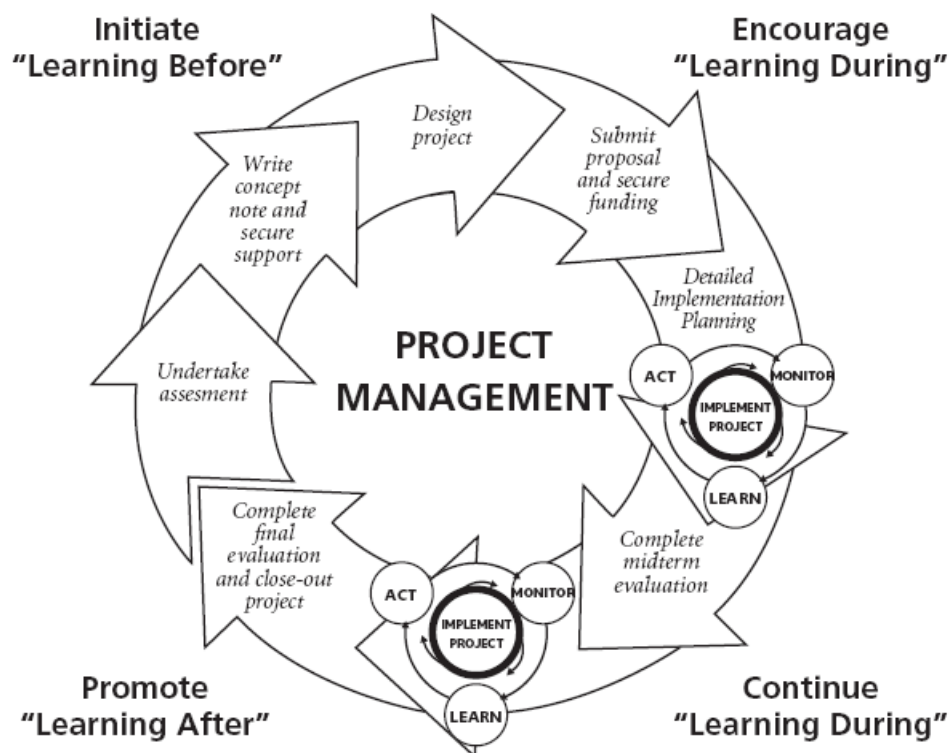 Initiate
“Learning Before”
Encourage
“Learning During”
Design
project
Submit
proposal
and secure
funding
Write
concept
note and
secure
support
Detailed
Implementation
Planning
PROJECT
MANAGEMENT
Undertake
assesment
ACT
MONITOR
IMPLEMENT
PROJECT
LEARN
Complete
midterm
evaluation
Complete
final
evaluation
and close-out
project
ACT
MONITOR
IMPLEMENT
PROJECT
LEARN
Promote
“Learning After”
Continue
“Learning During”